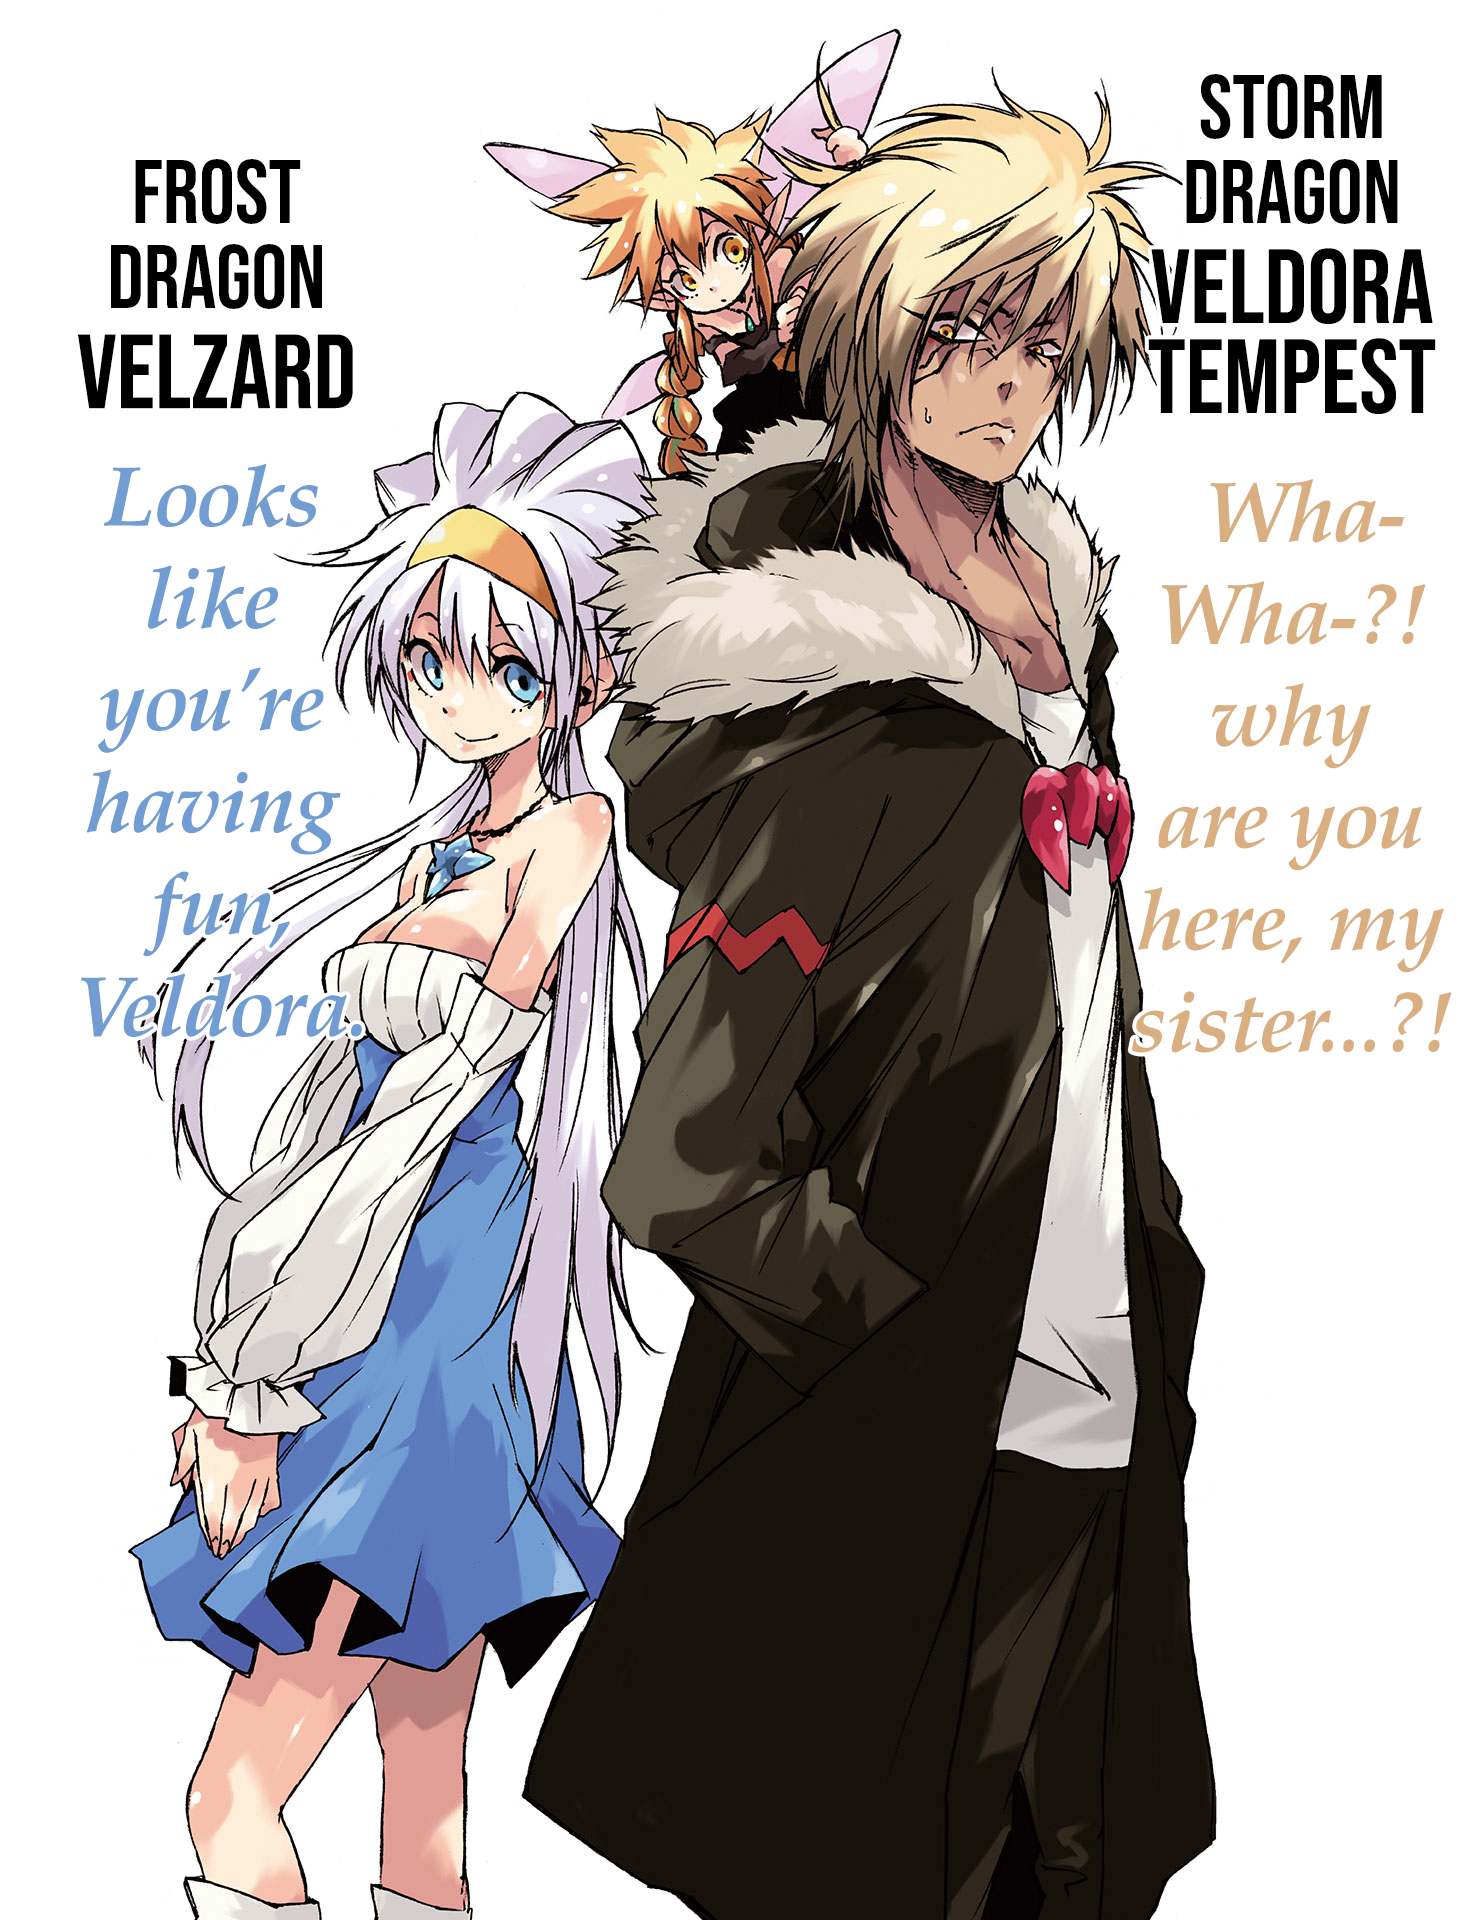 FROST
DRAGON
VELZARD
Looks
like
you're
having
fun,
Veldora.
STORM
DRAGON
VELDORA
TEMPEST
Wha-
Wha-?!
why
are you
here, my
sister...?!